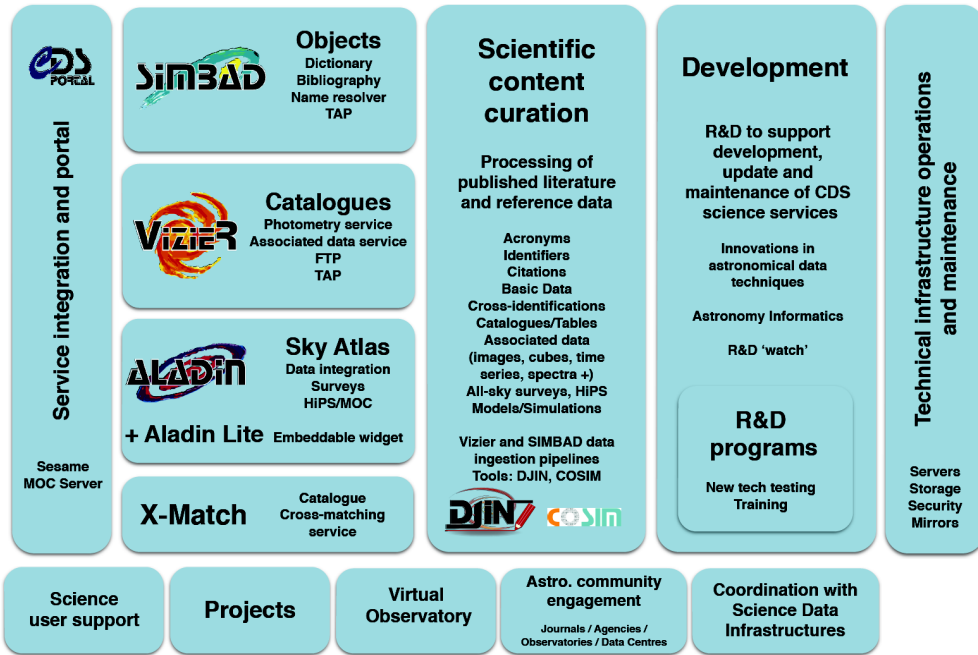 CDS
PORTAL
Service integration and portal
Sesame
MOC Server
SIMBAD
Objects
Dictionary
Bibliography
Name resolver
TAP
VizieR
Catalogues
Photometry service
Associated data service
FTP
TAP
ALADIN
Sky Atlas
Data integration
Surveys
HiPS/MOC
+ Aladin Lite Embeddable widget
X-Match
Catalogue
Cross-matching
service
Scientific
content
curation
Processing of
published literature
and reference data
Acronyms
Identifiers
Citations
Basic Data
Cross-identifications
Catalogues/Tables
Associated data
(images, cubes, time
series, spectra +)
All-sky surveys, HiPS
Models/Simulations
Vizier and SIMBAD data
ingestion pipelines
Tools: DJIN, COSIM
DJIN
COSIM
Development
R&D to support
development,
update and
maintenance of CDS
science services
Innovations in
astronomical data
techniques
Astronomy Informatics
R&D ‘watch’
R&D
programs
New tech testing
Training
Technical infrastructure operations
and maintenance
Servers
Storage
Security
Mirrors
Science
user support
Projects
Virtual
Observatory
Astro. community
engagement
Journals / Agencies /
Observatories / Data Centres
Coordination with
Science Data
Infrastructures